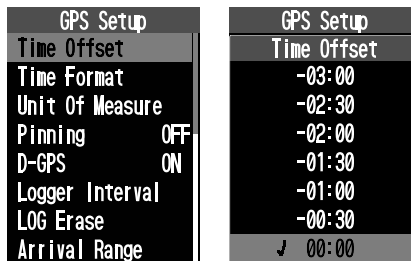 GPS Setup
Time Offset
Time Format
Unit Of Measure
Pinning OFF
D-GPS ON
Logger Interval
LOG Erase
Arrival Range
GPS Setup
Time Offset
-03:00
-02:30
-02:00
-01:30
-01:00
-00:30
√ 00:00